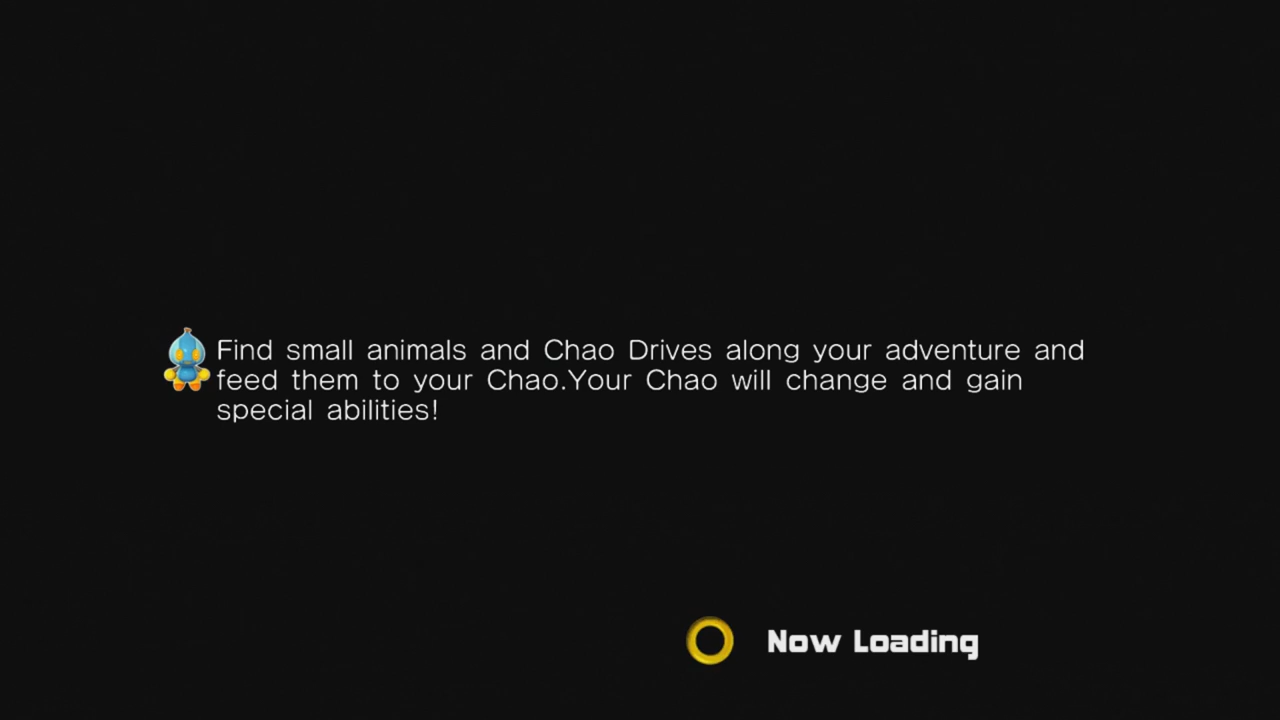 Find small animals and Chao Drives along your adventure and
feed them to your Chao.Your Chao will change and gain
special abilities!
Now Loading